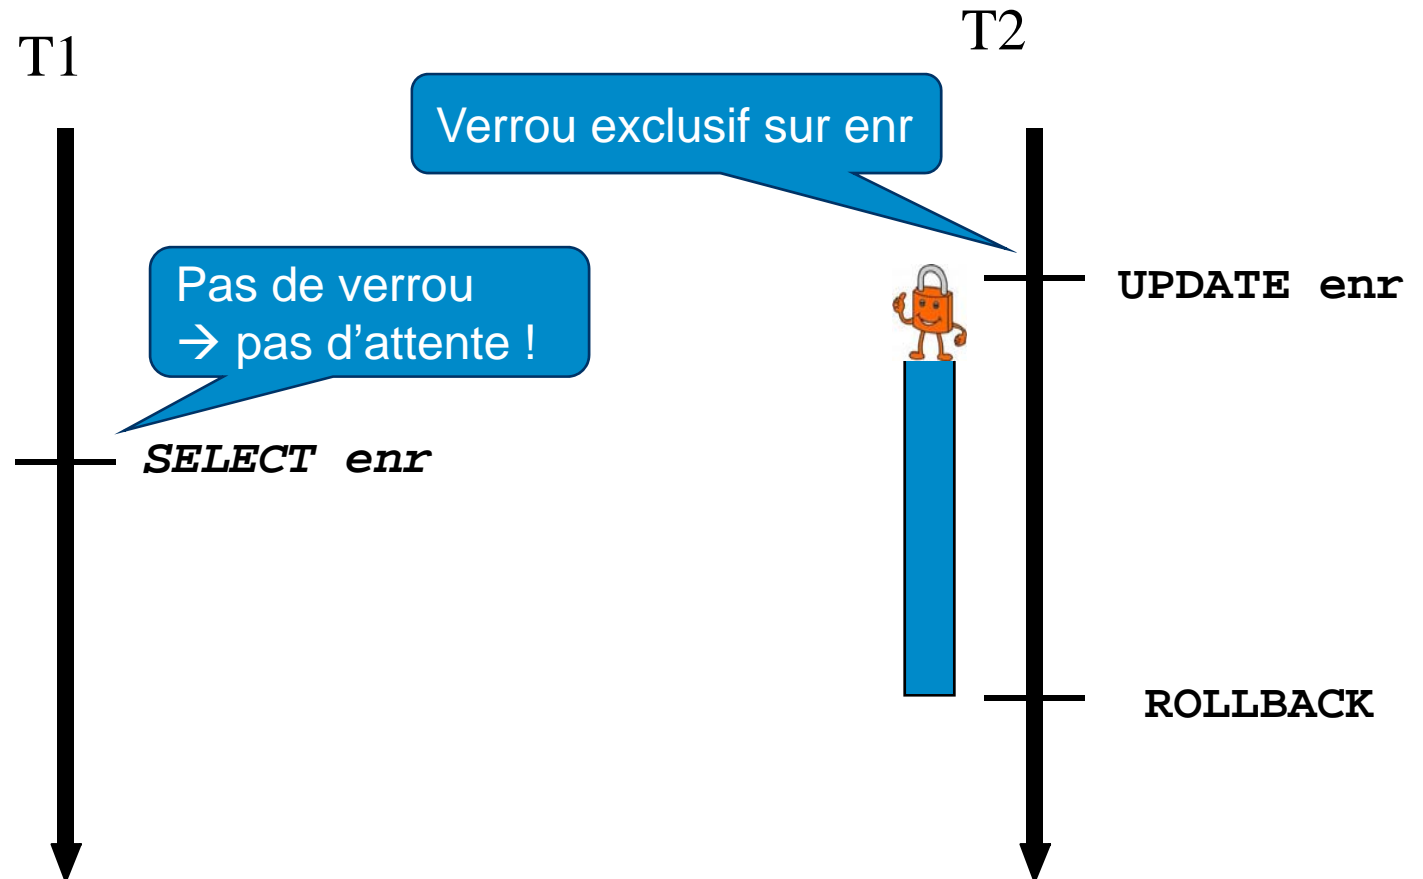 T1
T2
Verrou exclusif sur enr
Pas de verrou
→ pas d’attente !
UPDATE enr
SELECT enr
ROLLBACK